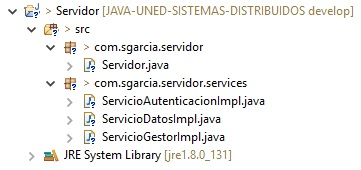 > Servidor [JAVA-UNED-SISTEMAS-DISTRIBUIDOS develop]
> src
> com.sgarcia.servidor
> Servidor.java
> com.sgarcia.servidor.services
> ServicioAutenticacionImpl.java
> ServicioDatosImpl.java
> ServicioGestorImpl.java
JRE System Library [jre1.8.0_131]